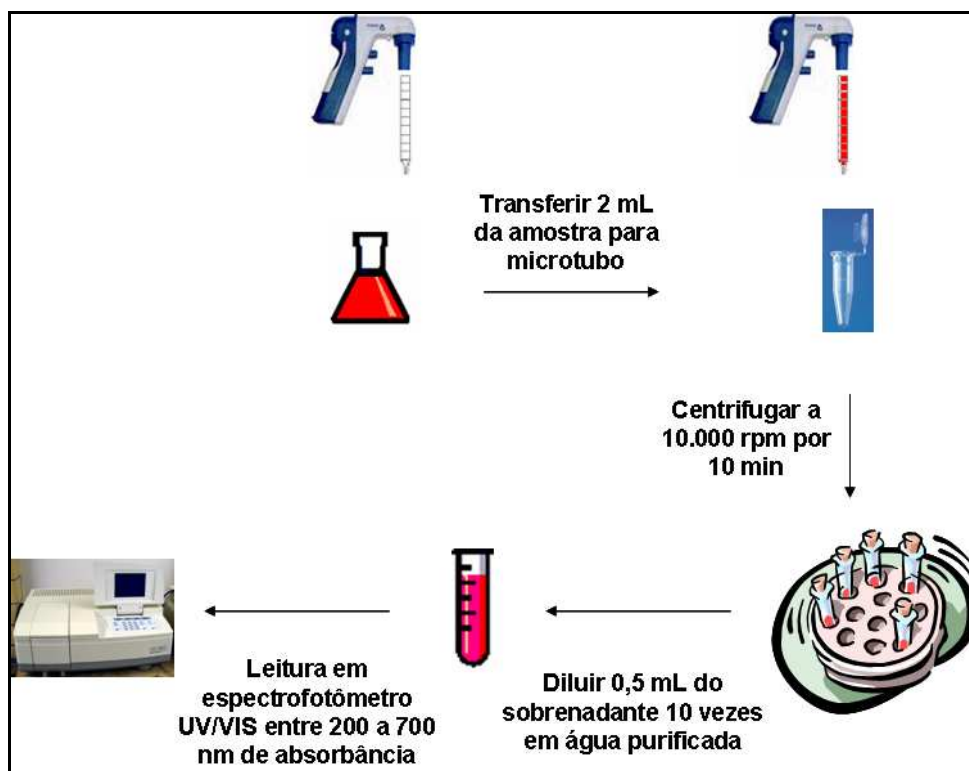 Transferir 2 mL
da amostra para
microtubo
Centrifugar a
10.000 rpm por
10 min
Diluir 0,5 mL do
sobrenadante 10 vezes
em água purificada
Leitura em
espectrofotômetro
UV/VIS entre 200 a 700
nm de absorbância